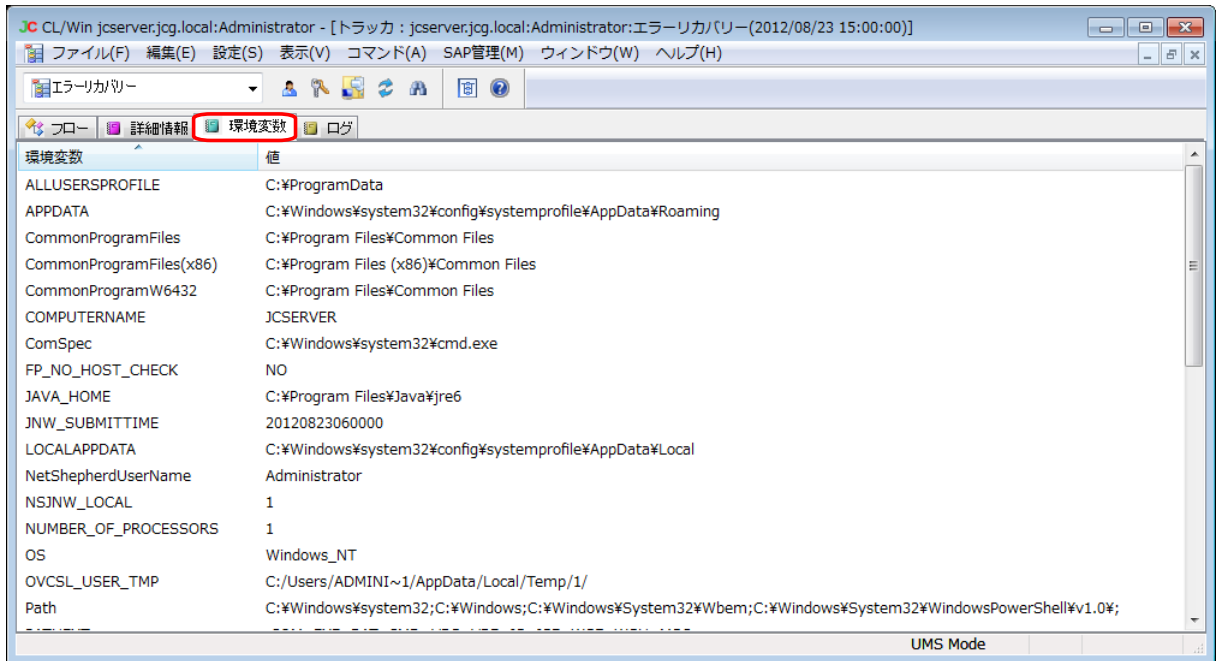 JC CL/Win jcserver.jcg.local:Administrator - [トラッカ : jcserver.jcg.local:Administrator:エラーリカバリー(2012/08/23 15:00:00)]
ファイル(F) 編集(E) 設定(S) 表示(V) コマンド(A) SAP管理(M) ウィンドウ(W) ヘルプ(H)
エラーリカバリー
フロー 詳細情報 環境変数 ログ
環境変数 値
ALLUSERSPROFILE C:¥ProgramData
APPDATA C:¥Windows¥system32¥config¥systemprofile¥AppData¥Roaming
CommonProgramFiles C:¥Program Files¥Common Files
CommonProgramFiles(x86) C:¥Program Files (x86)¥Common Files
CommonProgramW6432 C:¥Program Files¥Common Files
COMPUTERNAME JCSERVER
ComSpec C:¥Windows¥system32¥cmd.exe
FP_NO_HOST_CHECK NO
JAVA_HOME C:¥Program Files¥Java¥jre6
JNW_SUBMITTIME 20120823060000
LOCALAPPDATA C:¥Windows¥system32¥config¥systemprofile¥AppData¥Local
NetShepherdUserName Administrator
NSJNW_LOCAL 1
NUMBER_OF_PROCESSORS 1
OS Windows_NT
OVCSL_USER_TMP C:/Users/ADMINI~1/AppData/Local/Temp/1/
Path C:¥Windows¥system32;C:¥Windows;C:¥Windows¥System32¥Wbem;C:¥Windows¥System32¥WindowsPowerShell¥v1.0¥;
UMS Mode